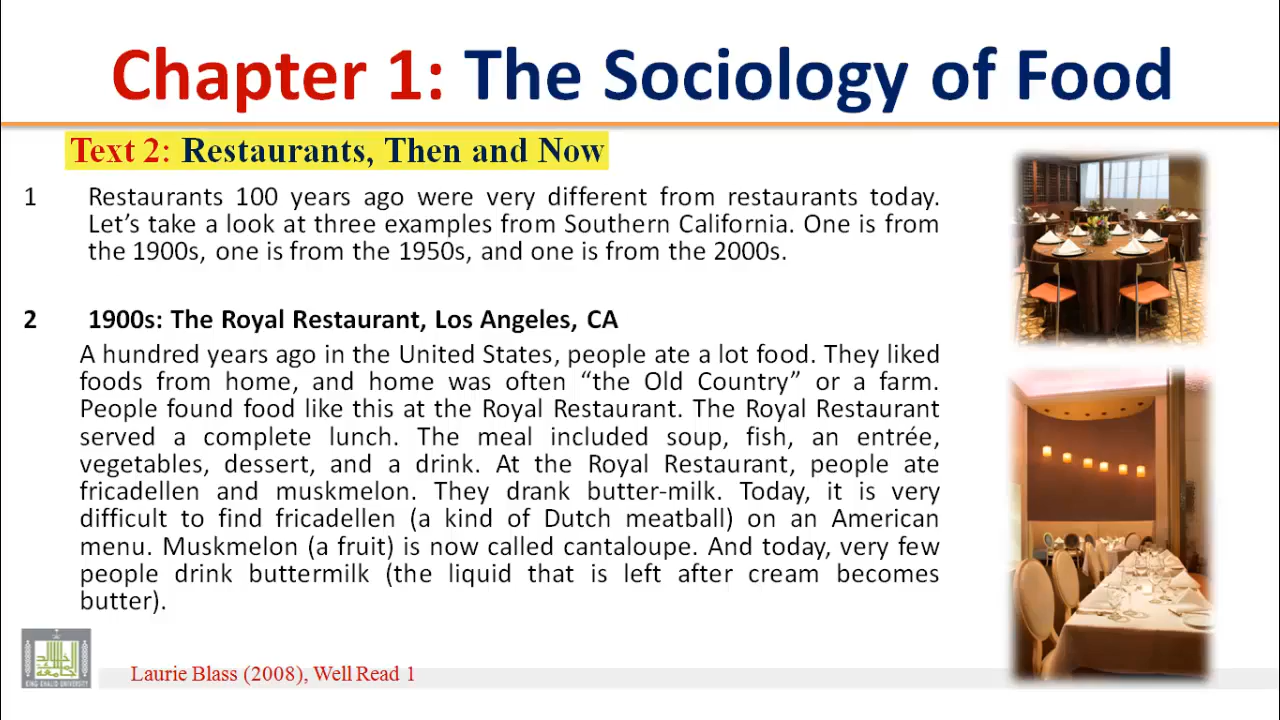 Chapter 1: The Sociology of Food
Text 2: Restaurants, Then and Now
1 Restaurants 100 years ago were very different from restaurants today.
Let’s take a look at three examples from Southern California. One is from
the 1900s, one is from the 1950s, and one is from the 2000s.
2 1900s: The Royal Restaurant, Los Angeles, CA
A hundred years ago in the United States, people ate a lot food. They liked
foods from home, and home was often “the Old Country” or a farm.
People found food like this at the Royal Restaurant. The Royal Restaurant
served a complete lunch. The meal included soup, fish, an entrée,
vegetables, dessert, and a drink. At the Royal Restaurant, people ate
fricadellen and muskmelon. They drank butter-milk. Today, it is very
difficult to find fricadellen (a kind of Dutch meatball) on an American
menu. Muskmelon (a fruit) is now called cantaloupe. And today, very few
people drink buttermilk (the liquid that is left after cream becomes
butter).
KING KHALID UNIVERSITY
Laurie Blass (2008), Well Read 1